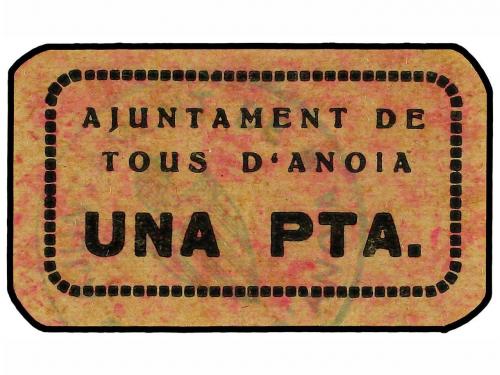 AJUNTAMENT DE
TOUS D'ANOIA
UNA PTA.